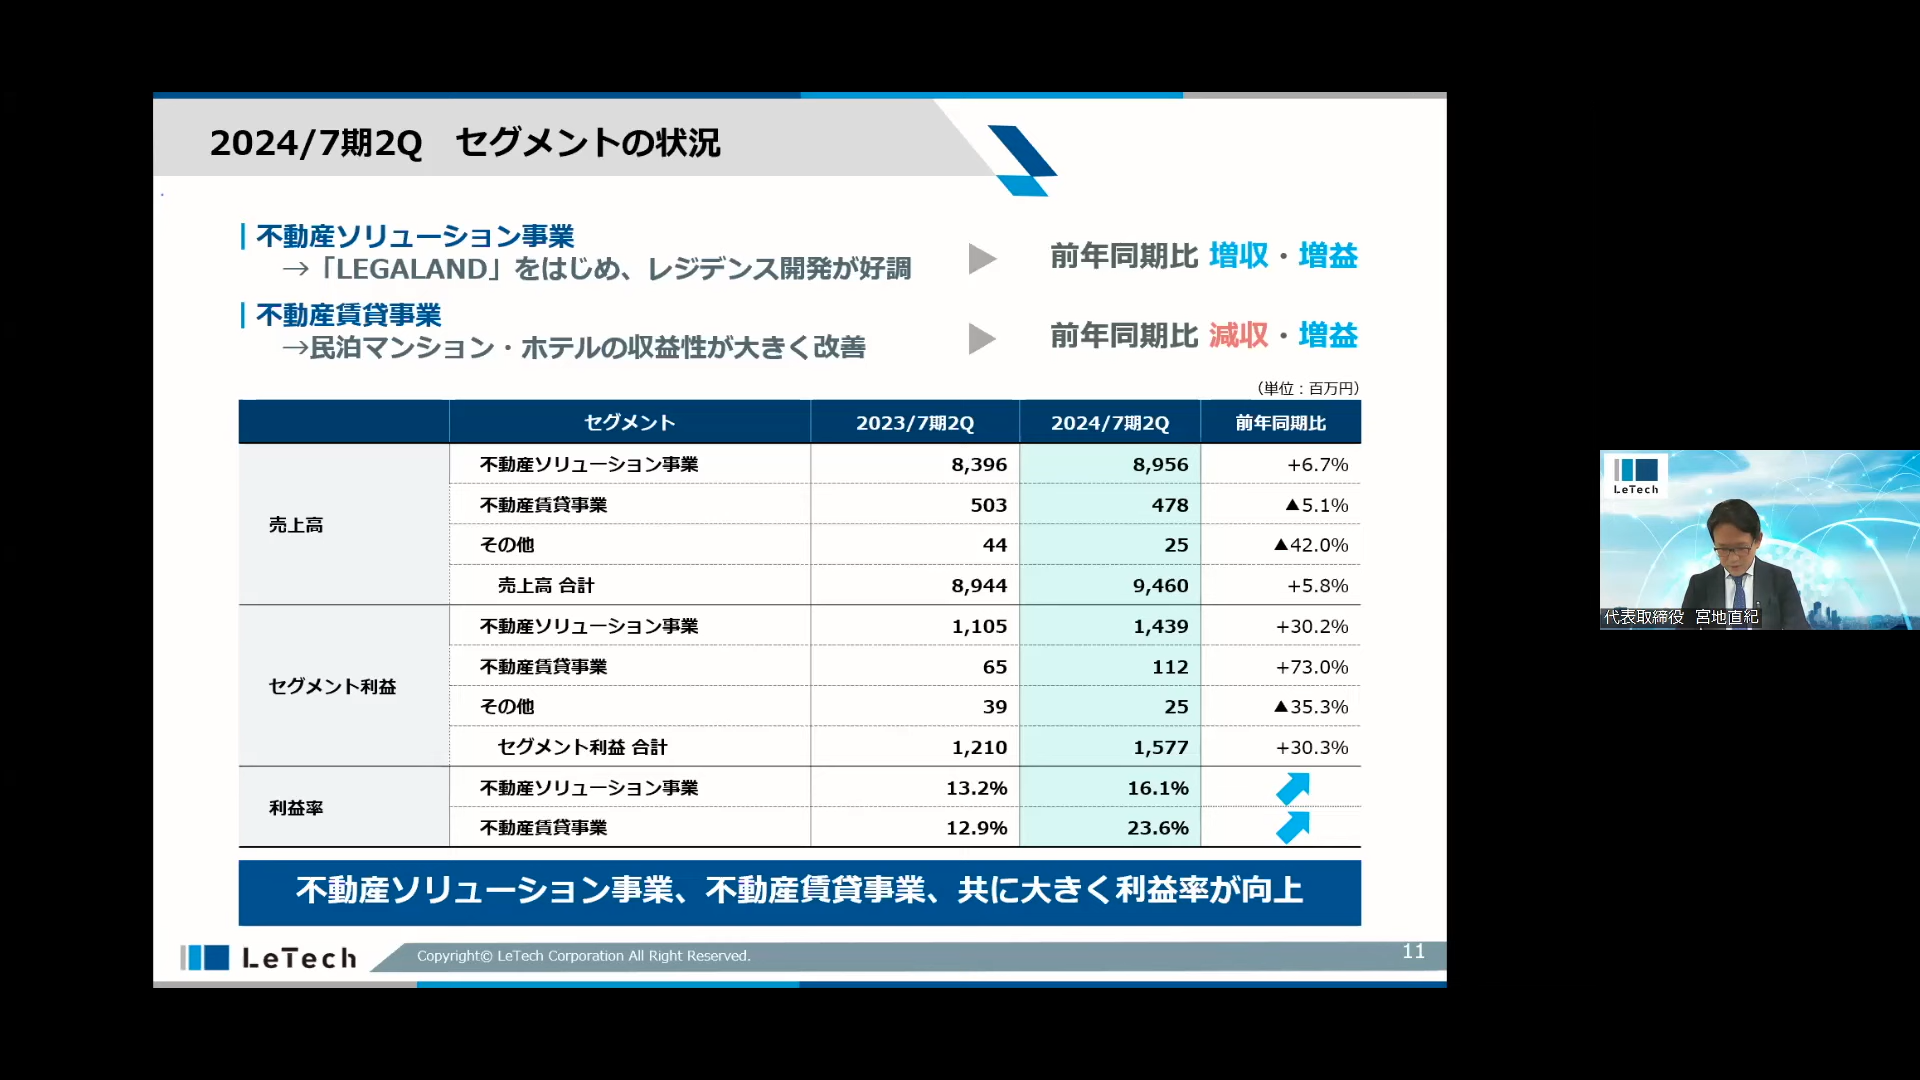 2024/7期2Q セグメントの状況
不動産ソリューション事業
→「LEGALAND」をはじめ、レジデンス開発が好調
前年同期比 増収・増益
不動産賃貸事業
→民泊マンション・ホテルの収益性が大きく改善
前年同期比 減収・増益
（単位：百万円）
セグメント 2023/7期2Q 2024/7期2Q 前年同期比
売上高
不動産ソリューション事業 8,396 8,956 +6.7%
不動産賃貸事業 503 478 ▲5.1%
その他 44 25 ▲42.0%
売上高 合計 8,944 9,460 +5.8%
セグメント利益
不動産ソリューション事業 1,105 1,439 +30.2%
不動産賃貸事業 65 112 +73.0%
その他 39 25 ▲35.3%
セグメント利益 合計 1,210 1,577 +30.3%
利益率
不動産ソリューション事業 13.2% 16.1%
不動産賃貸事業 12.9% 23.6%
不動産ソリューション事業、不動産賃貸事業、共に大きく利益率が向上
LeTech
Copyright© LeTech Corporation All Right Reserved.
11
LeTech
代表取締役 宮地直紀